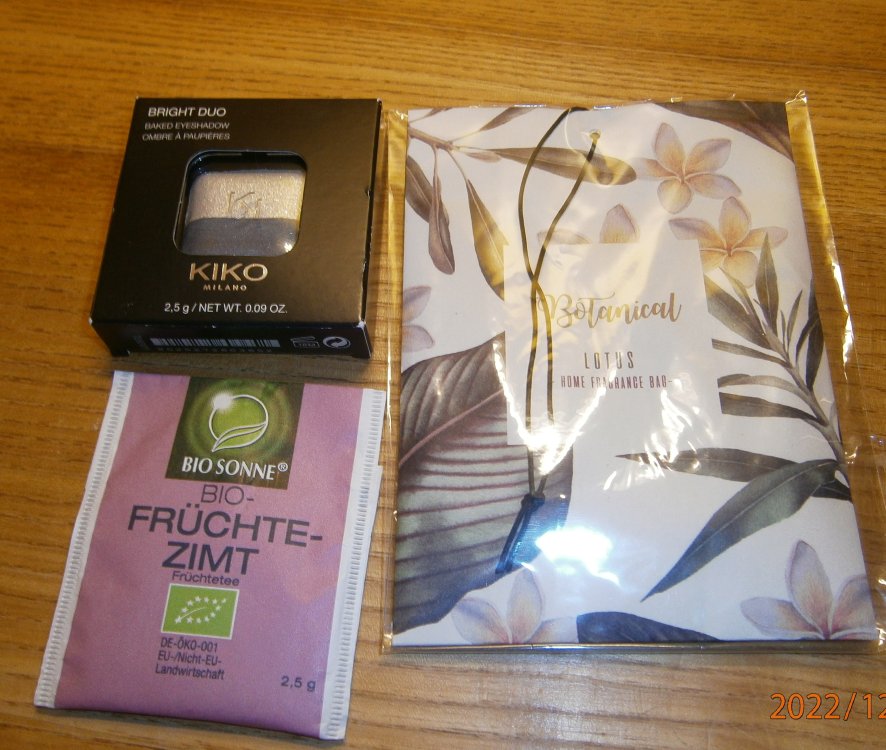 BRIGHT DUO
BAKED EYESHADOW
OMBRE À PAUPIÈRES
KIKO
MILANO
2,5 g / NET WT. 0.09 OZ.
BIO SONNE®
BIO-
FRÜCHTE-
ZIMT
Früchtetee
DE-ÖKO-001
EU-/Nicht-EU-
Landwirtschaft
2,5 g
Botanical
LOTUS
HOME FRAGRANCE BAG
2022/12